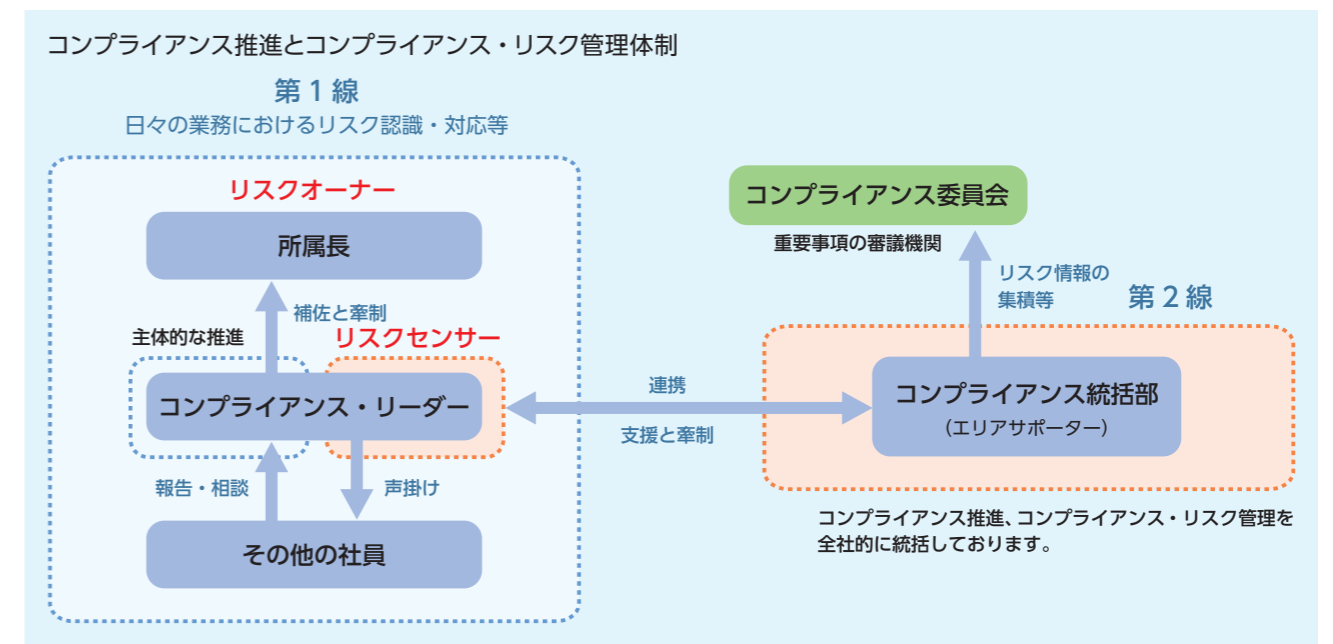 コンプライアンス推進とコンプライアンス・リスク管理体制
第1線
日々の業務におけるリスク認識・対応等
リスクオーナー
所属長
補佐と牽制
主体的な推進
リスクセンサー
コンプライアンス・リーダー
報告・相談
声掛け
その他の社員
連携
支援と牽制
コンプライアンス委員会
重要事項の審議機関
リスク情報の
集積等
第2線
コンプライアンス統括部
(エリアサポーター)
コンプライアンス推進、コンプライアンス・リスク管理を
全社的に統括しております。